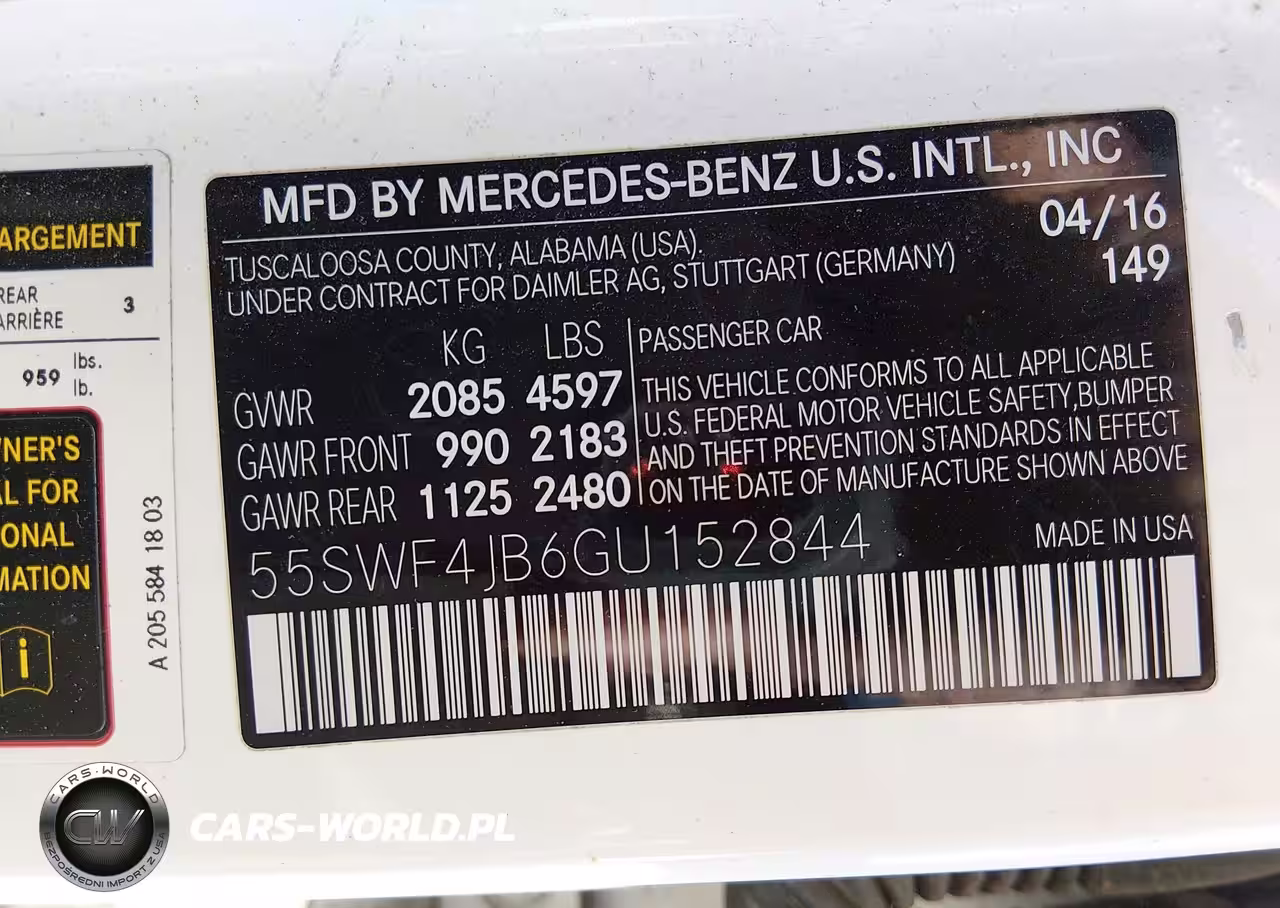 ARGEMENT
REAR
ARRIÈRE
3
959 lbs.
lb.
NER'S
L FOR
ONAL
MATION
i
A 205 584 18 03
MFD BY MERCEDES-BENZ U.S. INTL., INC
04/16
149
TUSCALOOSA COUNTY, ALABAMA (USA).
UNDER CONTRACT FOR DAIMLER AG, STUTTGART (GERMANY)
KG LBS
GVWR 2085 4597
GAWR FRONT 990 2183
GAWR REAR 1125 2480
PASSENGER CAR
THIS VEHICLE CONFORMS TO ALL APPLICABLE
U.S. FEDERAL MOTOR VEHICLE SAFETY,BUMPER
AND THEFT PREVENTION STANDARDS IN EFFECT
ON THE DATE OF MANUFACTURE SHOWN ABOVE
55SWF4JB6GU152844
MADE IN USA
CARS-WORLD
CW
BEZPOŚREDNI IMPORT Z USA
CARS-WORLD.PL